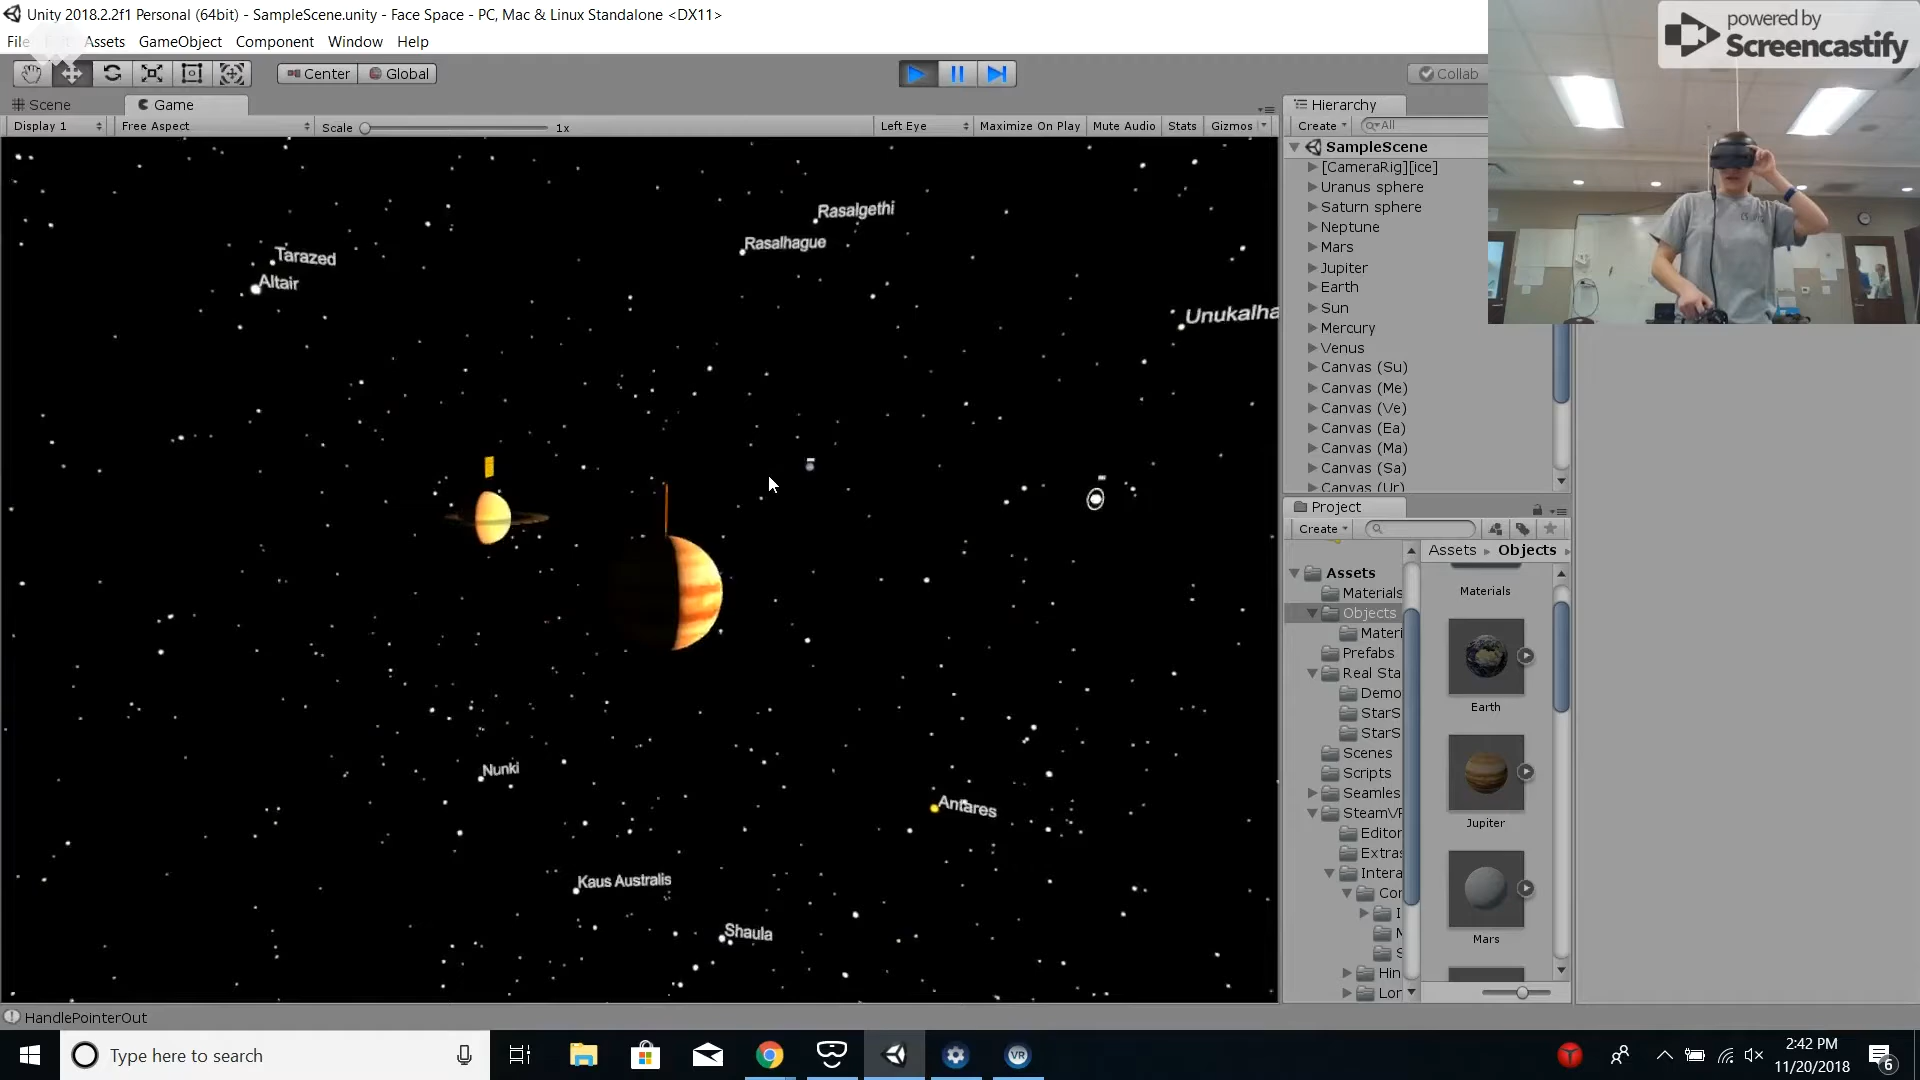 Unity 2018.2.2f1 Personal (64bit) - SampleScene.unity - Face Space - PC, Mac & Linux Standalone <DX11>
powered by
Screencastify
File Assets GameObject Component Window Help
Center Global
Collab
Scene Game
Hierarchy
Display 1 Free Aspect Scale 1x Left Eye Maximize On Play Mute Audio Stats Gizmos
Create All
SampleScene
[CameraRig][ice]
Uranus sphere
Saturn sphere
Neptune
Mars
Jupiter
Earth
Sun
Mercury
Venus
Canvas (Su)
Canvas (Me)
Canvas (Ve)
Canvas (Ea)
Canvas (Ma)
Canvas (Sa)
Canvas (Ur)
Rasalgethi
Rasalhague
Tarazed
Altair
Unukalha
Nunki
Antares
Kaus Australis
Shaula
Project
Create
Assets
Materials
Objects
Materi
Prefabs
Real Sta
Demo
StarS
StarS
Scenes
Scripts
Seamles
SteamVR
Editor
Extras
Intera
Cor
Hin
Lor
Assets Objects
Materials
Earth
Jupiter
Mars
HandlePointerOut
Type here to search
VR
2:42 PM
11/20/2018
6